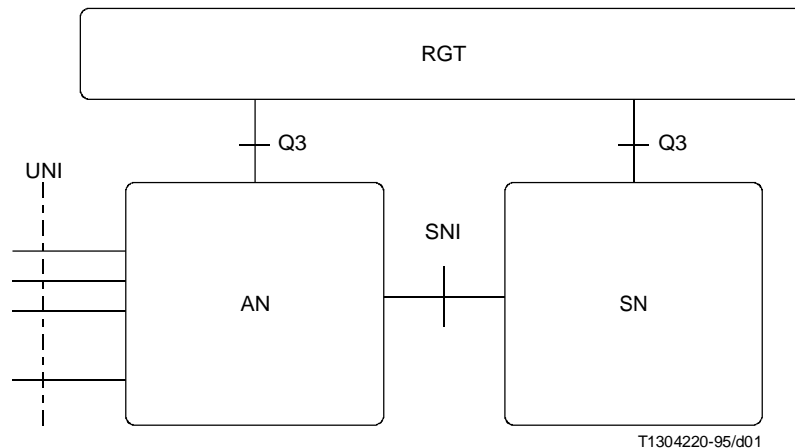 RGT
Q3
Q3
UNI
SNI
AN
SN
T1304220-95/d01